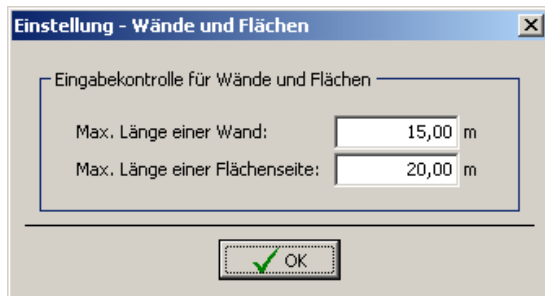 Einstellung - Wände und Flächen
Eingabekontrolle für Wände und Flächen
Max. Länge einer Wand: 15,00 m
Max. Länge einer Flächenseite: 20,00 m
OK